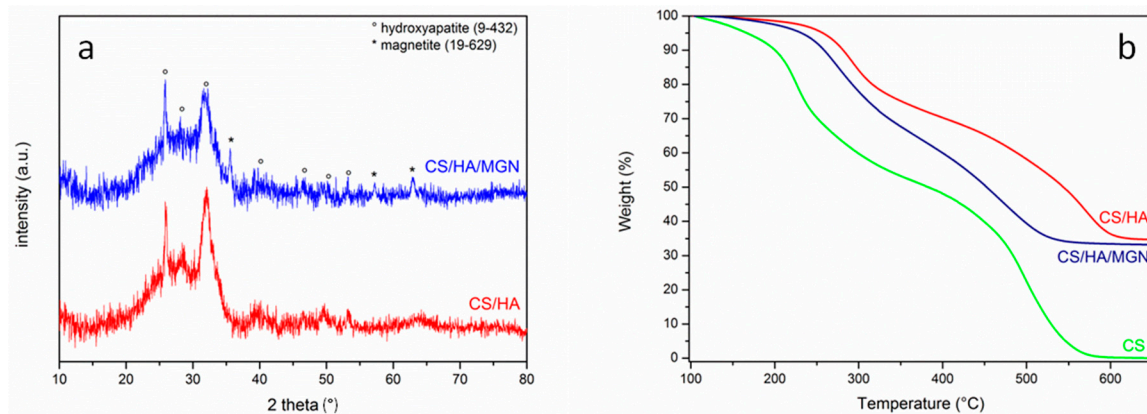 a
° hydroxyapatite (9-432)
* magnetite (19-629)
CS/HA/MGN
CS/HA
intensity (a.u.)
10 20 30 40 50 60 70 80
2 theta (°)
b
100
90
80
70
60
50
40
30
20
10
0
Weight (%)
CS/HA
CS/HA/MGN
CS
100 200 300 400 500 600
Temperature (°C)